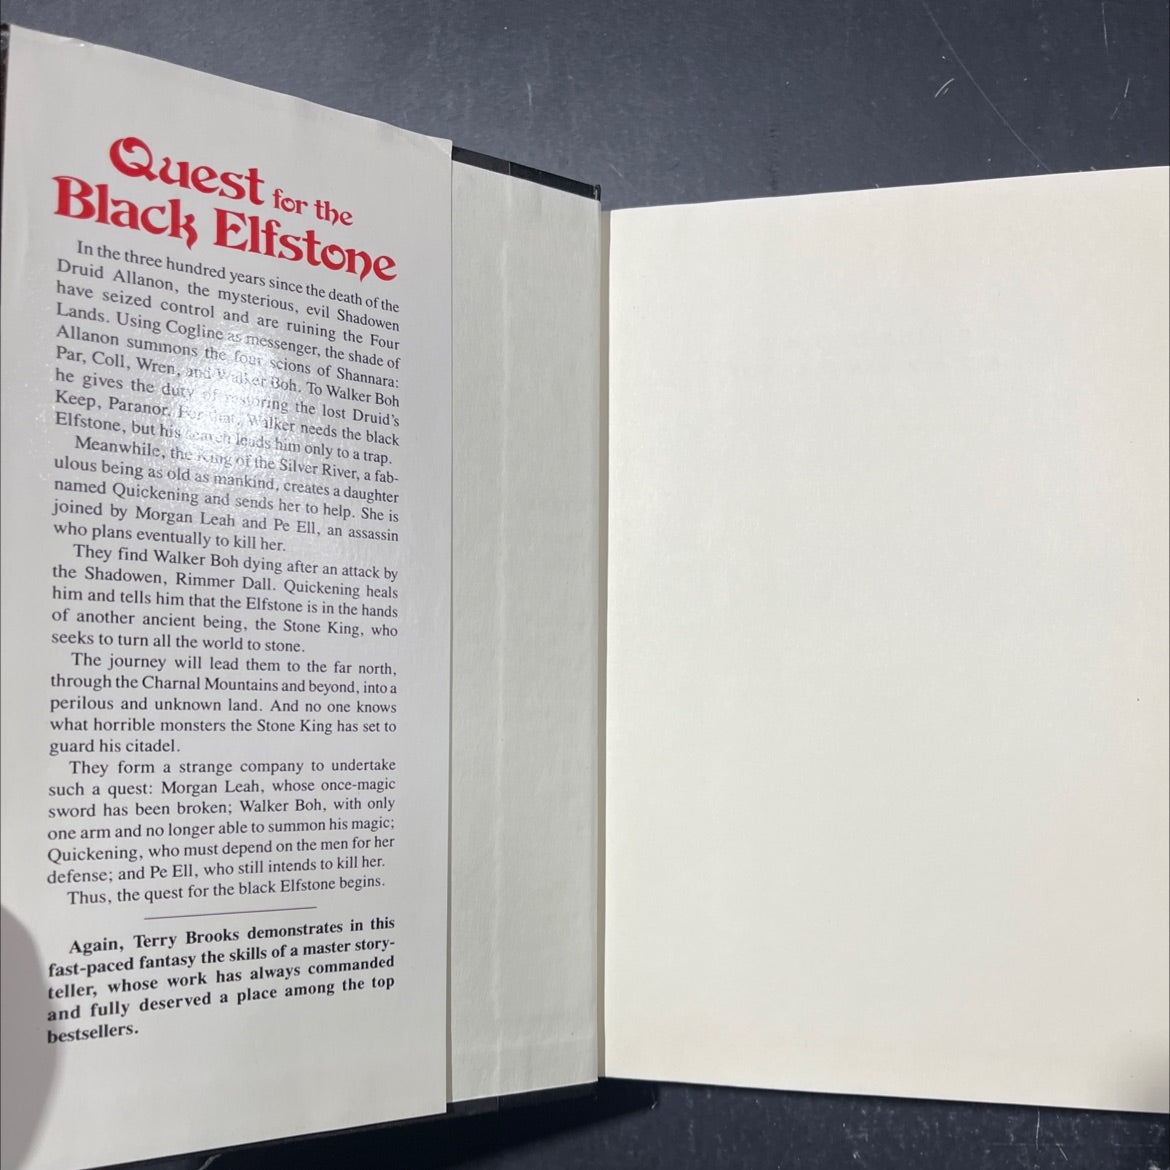 Quest for the
Black Elfstone
In the three hundred years since the death of the
Druid Allanon, the mysterious, evil Shadowen
have seized control and are ruining the Four
Lands. Using Cogline as messenger, the shade of
Allanon summons the four scions of Shannara:
Par, Coll, Wren, and Walker Boh. To Walker Boh
he gives the duty of restoring the lost Druid's
Keep, Paranor. For that, Walker needs the black
Elfstone, but his search leads him only to a trap.
Meanwhile, the King of the Silver River, a fab-
ulous being as old as mankind, creates a daughter
named Quickening and sends her to help. She is
joined by Morgan Leah and Pe Ell, an assassin
who plans eventually to kill her.
They find Walker Boh dying after an attack by
the Shadowen, Rimmer Dall. Quickening heals
him and tells him that the Elfstone is in the hands
of another ancient being, the Stone King, who
seeks to turn all the world to stone.
The journey will lead them to the far north,
through the Charnal Mountains and beyond, into a
perilous and unknown land. And no one knows
what horrible monsters the Stone King has set to
guard his citadel.
They form a strange company to undertake
such a quest: Morgan Leah, whose once-magic
sword has been broken; Walker Boh, with only
one arm and no longer able to summon his magic;
Quickening, who must depend on the men for her
defense; and Pe Ell, who still intends to kill her.
Thus, the quest for the black Elfstone begins.
Again, Terry Brooks demonstrates in this
fast-paced fantasy the skills of a master story-
teller, whose work has always commanded
and fully deserved a place among the top
bestsellers.